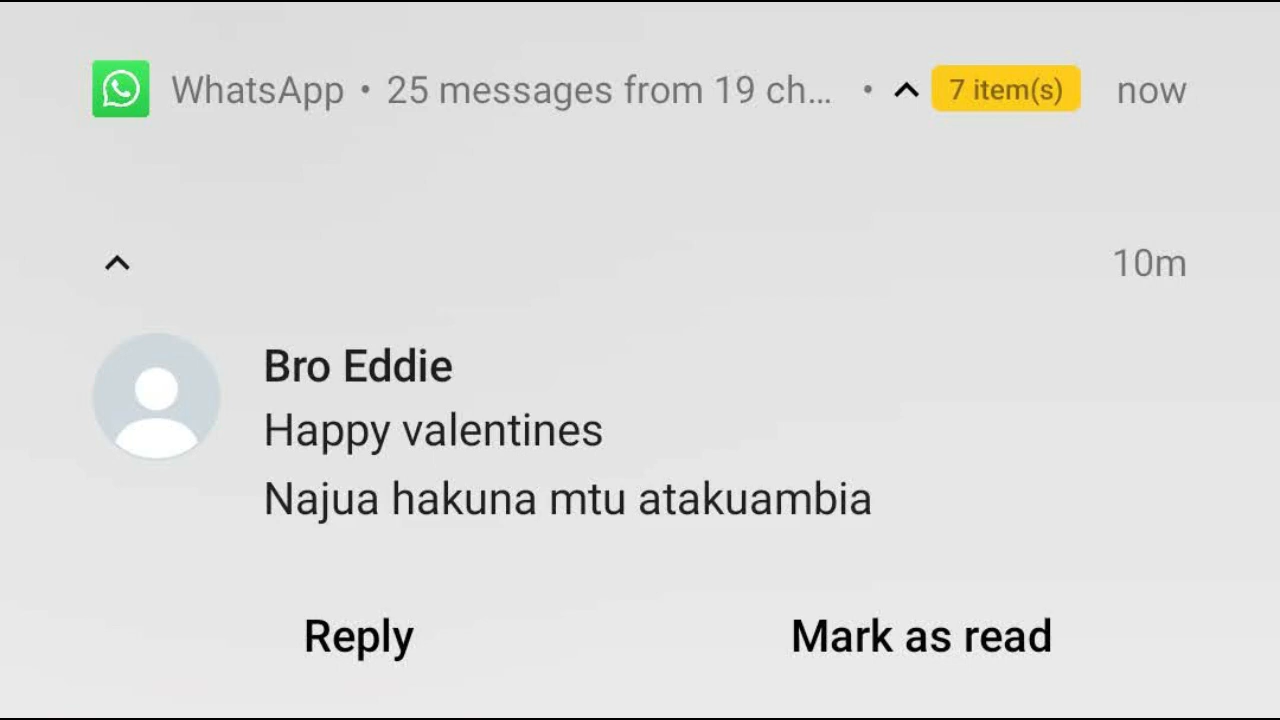 WhatsApp • 25 messages from 19 ch... • 7 item(s) now
10m
Bro Eddie
Happy valentines
Najua hakuna mtu atakuambia
Reply Mark as read